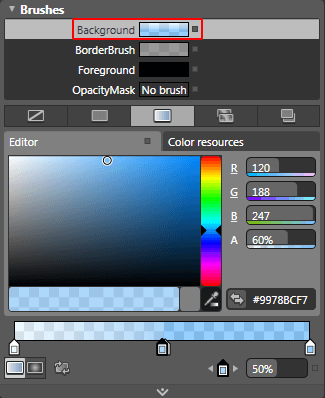 Brushes
Background
BorderBrush
Foreground
OpacityMask No brush
Editor Color resources
R 120
G 188
B 247
A 60%
#9978BCF7
50%